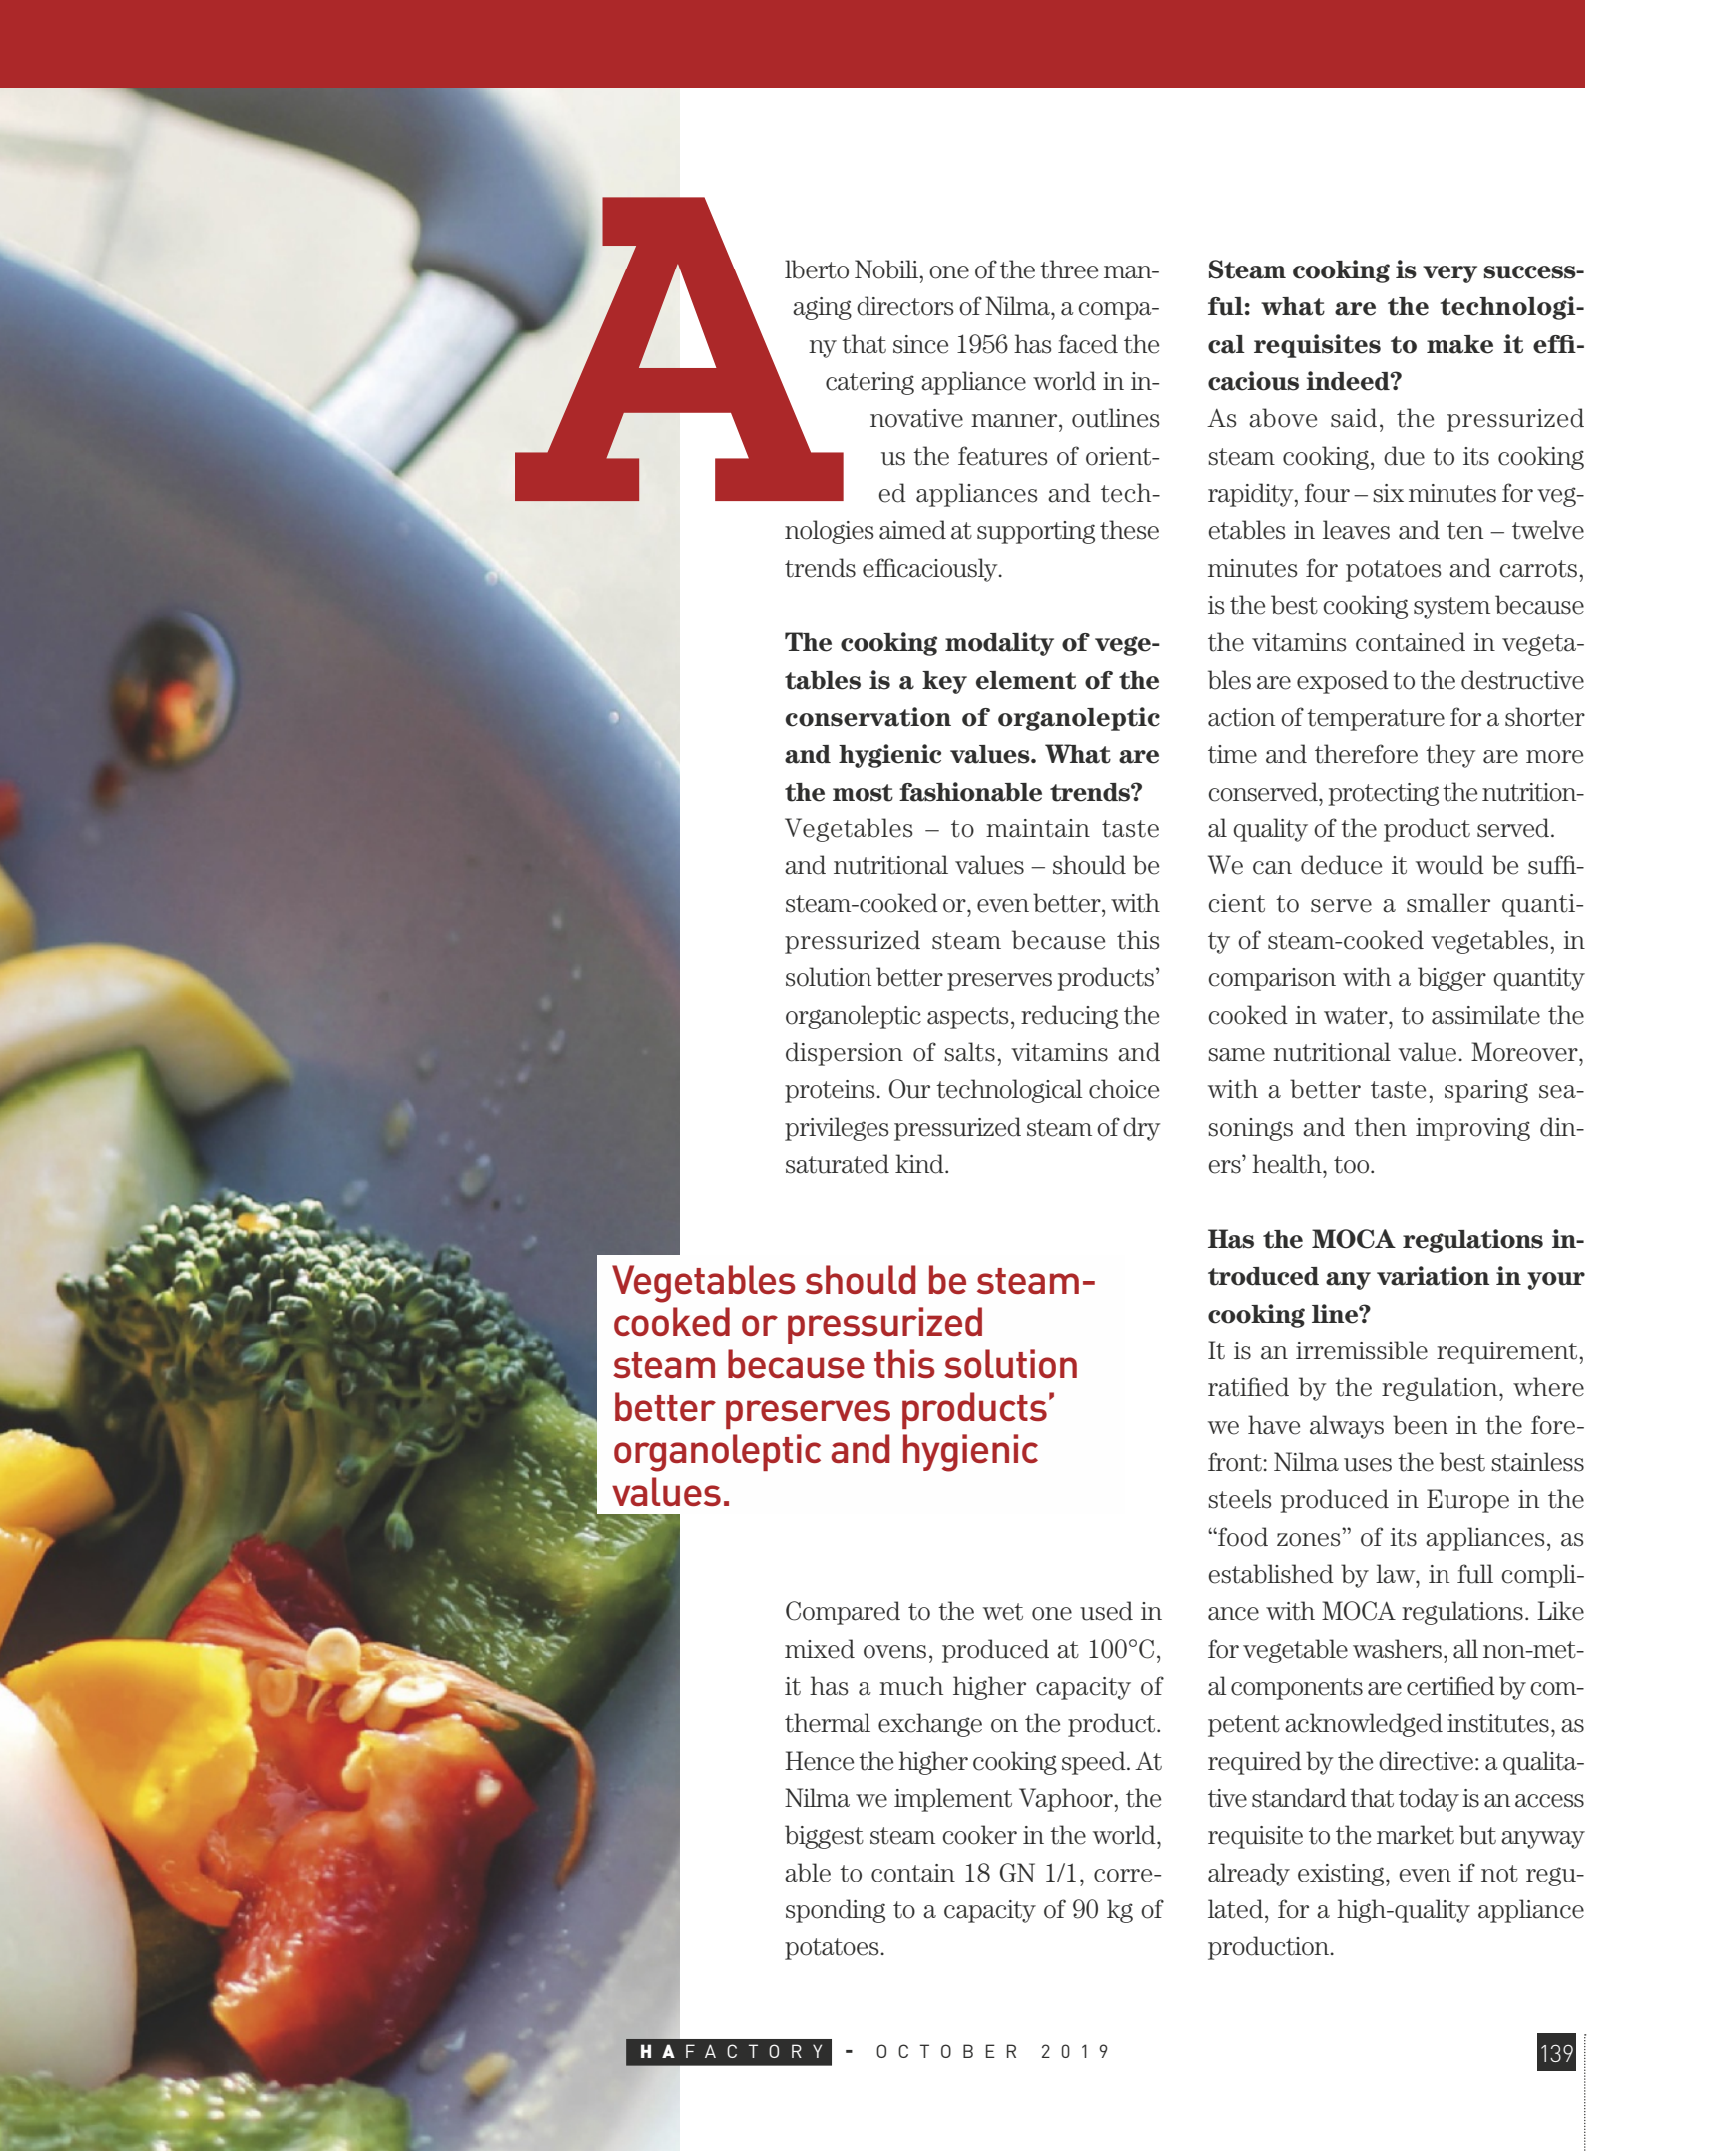 A
lberto Nobili, one of the three man-
aging directors of Nilma, a compa-
ny that since 1956 has faced the
catering appliance world in in-
novative manner, outlines
us the features of orient-
ed appliances and tech-
nologies aimed at supporting these
trends efficaciously.
The cooking modality of vege-
tables is a key element of the
conservation of organoleptic
and hygienic values. What are
the most fashionable trends?
Vegetables – to maintain taste
and nutritional values – should be
steam-cooked or, even better, with
pressurized steam because this
solution better preserves products’
organoleptic aspects, reducing the
dispersion of salts, vitamins and
proteins. Our technological choice
privileges pressurized steam of dry
saturated kind.
Vegetables should be steam-
cooked or pressurized
steam because this solution
better preserves products’
organoleptic and hygienic
values.
Compared to the wet one used in
mixed ovens, produced at 100°C,
it has a much higher capacity of
thermal exchange on the product.
Hence the higher cooking speed. At
Nilma we implement Vaphoor, the
biggest steam cooker in the world,
able to contain 18 GN 1/1, corre-
sponding to a capacity of 90 kg of
potatoes.
Steam cooking is very success-
ful: what are the technologi-
cal requisites to make it effi-
cacious indeed?
As above said, the pressurized
steam cooking, due to its cooking
rapidity, four – six minutes for veg-
etables in leaves and ten – twelve
minutes for potatoes and carrots,
is the best cooking system because
the vitamins contained in vegeta-
bles are exposed to the destructive
action of temperature for a shorter
time and therefore they are more
conserved, protecting the nutrition-
al quality of the product served.
We can deduce it would be suffi-
cient to serve a smaller quanti-
ty of steam-cooked vegetables, in
comparison with a bigger quantity
cooked in water, to assimilate the
same nutritional value. Moreover,
with a better taste, sparing sea-
sonings and then improving din-
ers’ health, too.
Has the MOCA regulations in-
troduced any variation in your
cooking line?
It is an irremissible requirement,
ratified by the regulation, where
we have always been in the fore-
front: Nilma uses the best stainless
steels produced in Europe in the
“food zones” of its appliances, as
established by law, in full compli-
ance with MOCA regulations. Like
for vegetable washers, all non-met-
al components are certified by com-
petent acknowledged institutes, as
required by the directive: a qualita-
tive standard that today is an access
requisite to the market but anyway
already existing, even if not regu-
lated, for a high-quality appliance
production.
HAFACTORY - OCTOBER 2019
139